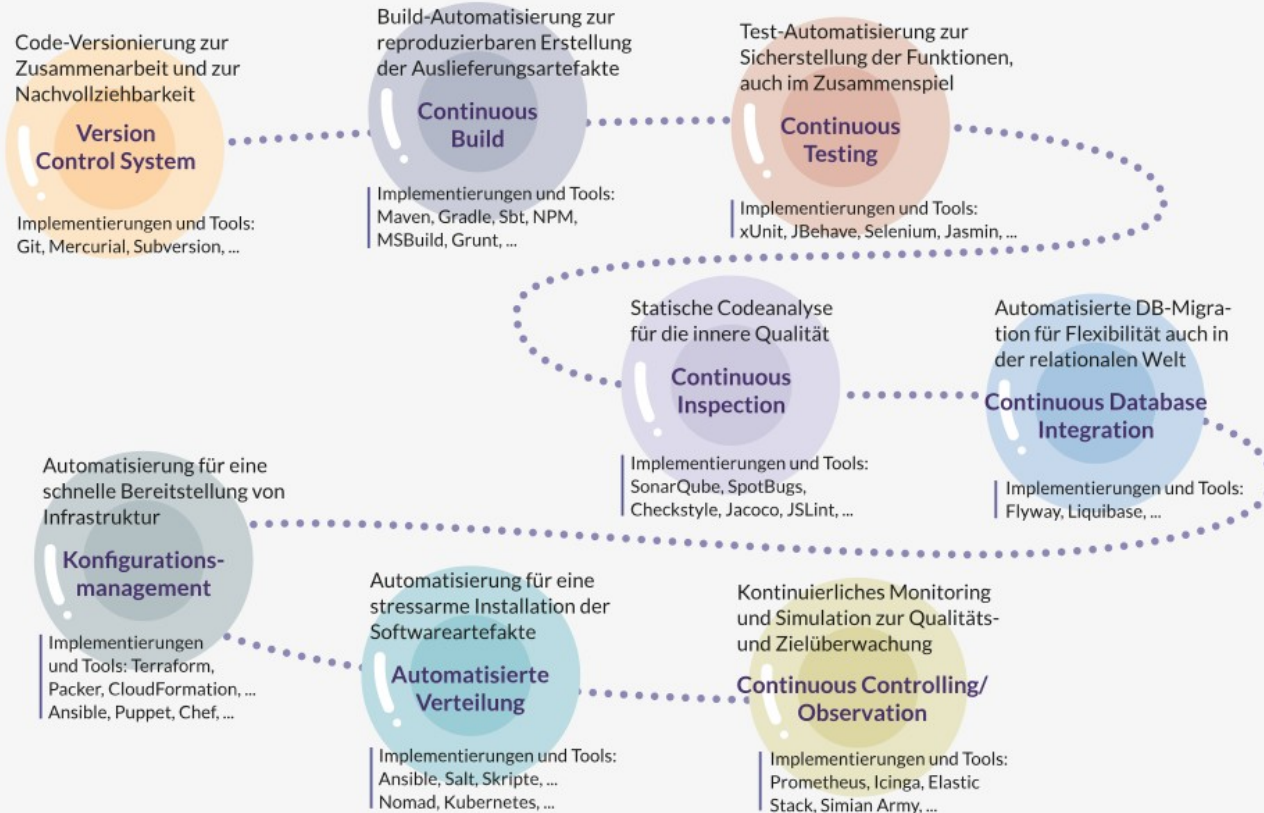 Code-Versionierung zur
Zusammenarbeit und zur
Nachvollziehbarkeit
Version
Control System
Implementierungen und Tools:
Git, Mercurial, Subversion, ...
Build-Automatisierung zur
reproduzierbaren Erstellung
der Auslieferungsartefakte
Continuous
Build
Implementierungen und Tools:
Maven, Gradle, Sbt, NPM,
MSBuild, Grunt, ...
Test-Automatisierung zur
Sicherstellung der Funktionen,
auch im Zusammenspiel
Continuous
Testing
Implementierungen und Tools:
xUnit, JBehave, Selenium, Jasmin, ...
Statische Codeanalyse
für die innere Qualität
Continuous
Inspection
Implementierungen und Tools:
SonarQube, SpotBugs,
Checkstyle, Jacoco, JSLint, ...
Automatisierte DB-Migra-
tion für Flexibilität auch in
der relationalen Welt
Continuous Database
Integration
Implementierungen und Tools:
Flyway, Liquibase, ...
Automatisierung für eine
schnelle Bereitstellung von
Infrastruktur
Konfigurations-
management
Implementierungen
und Tools: Terraform,
Packer, CloudFormation, ...
Ansible, Puppet, Chef, ...
Automatisierung für eine
stressarme Installation der
Softwareartefakte
Automatisierte
Verteilung
Implementierungen und Tools:
Ansible, Salt, Skripte, ...
Nomad, Kubernetes, ...
Kontinuierliches Monitoring
und Simulation zur Qualitäts-
und Zielüberwachung
Continuous Controlling/
Observation
Implementierungen und Tools:
Prometheus, Icinga, Elastic
Stack, Simian Army, ...